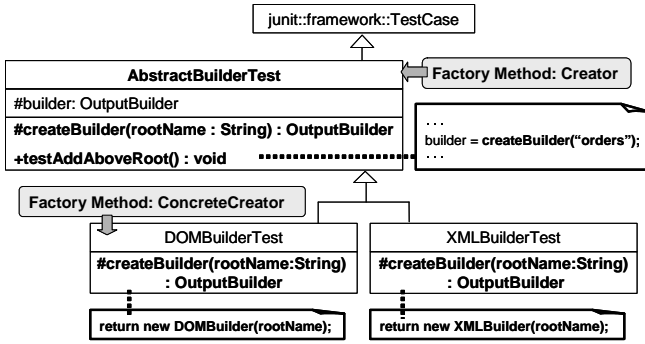 junit::framework::TestCase
AbstractBuilderTest
Factory Method: Creator
#builder: OutputBuilder
#createBuilder(rootName : String) : OutputBuilder
+testAddAboveRoot() : void
. . .
builder = createBuilder(“orders”);
. . .
Factory Method: ConcreteCreator
DOMBuilderTest
#createBuilder(rootName:String)
: OutputBuilder
return new DOMBuilder(rootName);
XMLBuilderTest
#createBuilder(rootName:String)
: OutputBuilder
return new XMLBuilder(rootName);